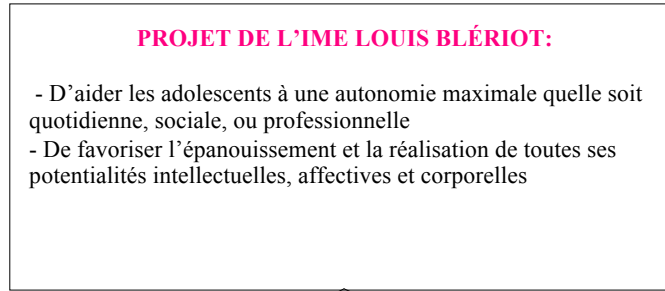 PROJET DE L’IME LOUIS BLÉRIOT:
- D’aider les adolescents à une autonomie maximale quelle soit
quotidienne, sociale, ou professionnelle
- De favoriser l’épanouissement et la réalisation de toutes ses
potentialités intellectuelles, affectives et corporelles